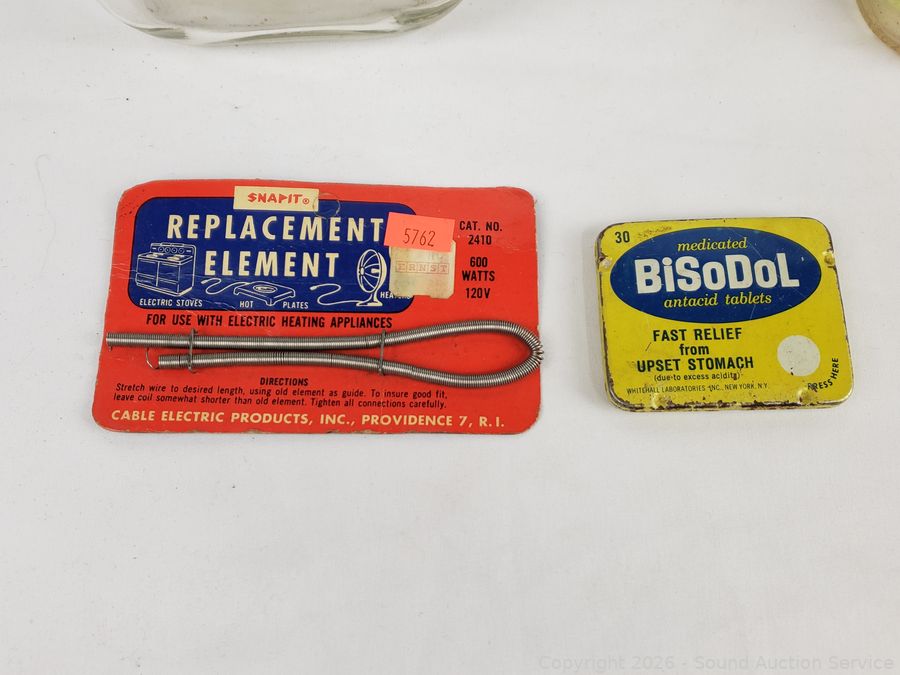 SNAPIT®
REPLACEMENT
ELEMENT
5762
ERNST
CAT. NO.
2410
600
WATTS
120V
ELECTRIC STOVES
HOT PLATES
HEATERS
FOR USE WITH ELECTRIC HEATING APPLIANCES
DIRECTIONS
Stretch wire to desired length, using old element as guide. To insure good fit,
leave coil somewhat shorter than old element. Tighten all connections carefully.
CABLE ELECTRIC PRODUCTS, INC., PROVIDENCE 7, R.I.
30
medicated
BiSoDoL
antacid tablets
FAST RELIEF
from
UPSET STOMACH
(due to excess acidity)
WHITEHALL LABORATORIES INC., NEW YORK, N.Y.
PRESS HERE
Copyright 2026 - Sound Auction Service